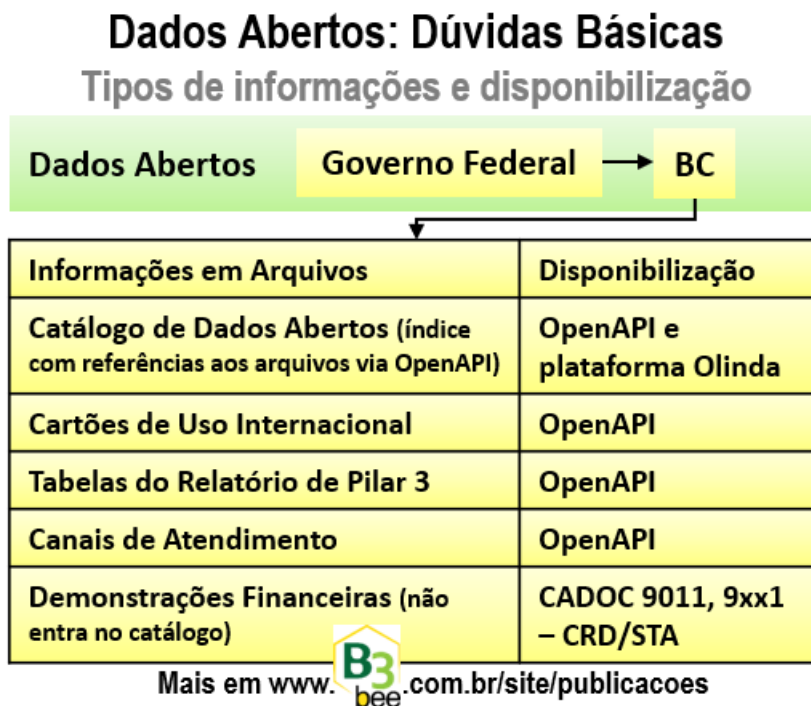 Dados Abertos: Dúvidas Básicas
Tipos de informações e disponibilização
Dados Abertos Governo Federal BC
Informações em Arquivos Disponibilização
Catálogo de Dados Abertos (índice
com referências aos arquivos via OpenAPI)
OpenAPI e
plataforma Olinda
Cartões de Uso Internacional OpenAPI
Tabelas do Relatório de Pilar 3 OpenAPI
Canais de Atendimento OpenAPI
Demonstrações Financeiras (não
entra no catálogo)
CADOC 9011, 9xx1
– CRD/STA
Mais em www.B3bee.com.br/site/publicacoes